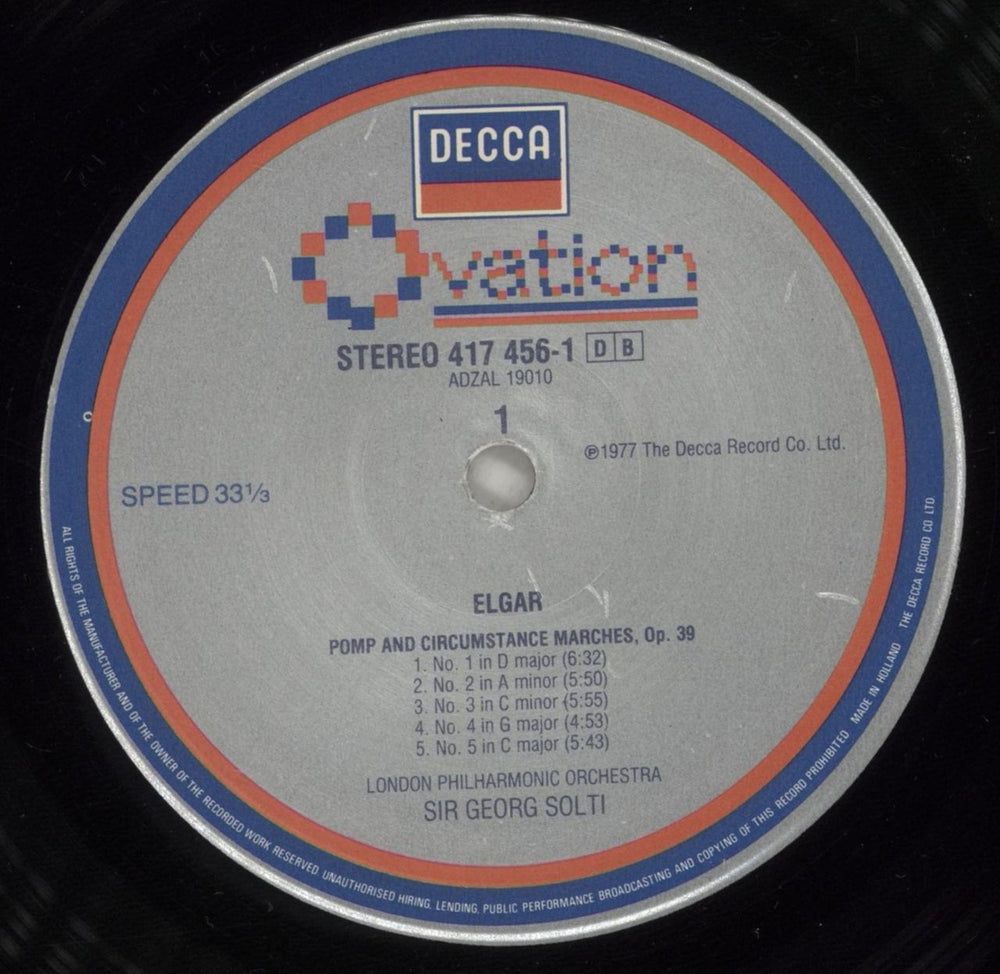 DECCA
Ovation
STEREO 417 456-1 D B
ADZAL 19010
1
℗1977 The Decca Record Co. Ltd.
SPEED 33⅓
ELGAR
POMP AND CIRCUMSTANCE MARCHES, Op. 39
1. No. 1 in D major (6:32)
2. No. 2 in A minor (5:50)
3. No. 3 in C minor (5:55)
4. No. 4 in G major (4:53)
5. No. 5 in C major (5:43)
LONDON PHILHARMONIC ORCHESTRA
SIR GEORG SOLTI
ALL RIGHTS OF THE MANUFACTURER AND OF THE OWNER OF THE RECORDED WORK RESERVED. UNAUTHORISED HIRING, LENDING, PUBLIC PERFORMANCE BROADCASTING AND COPYING OF THIS RECORD PROHIBITED MADE IN HOLLAND THE DECCA RECORD CO LTD.